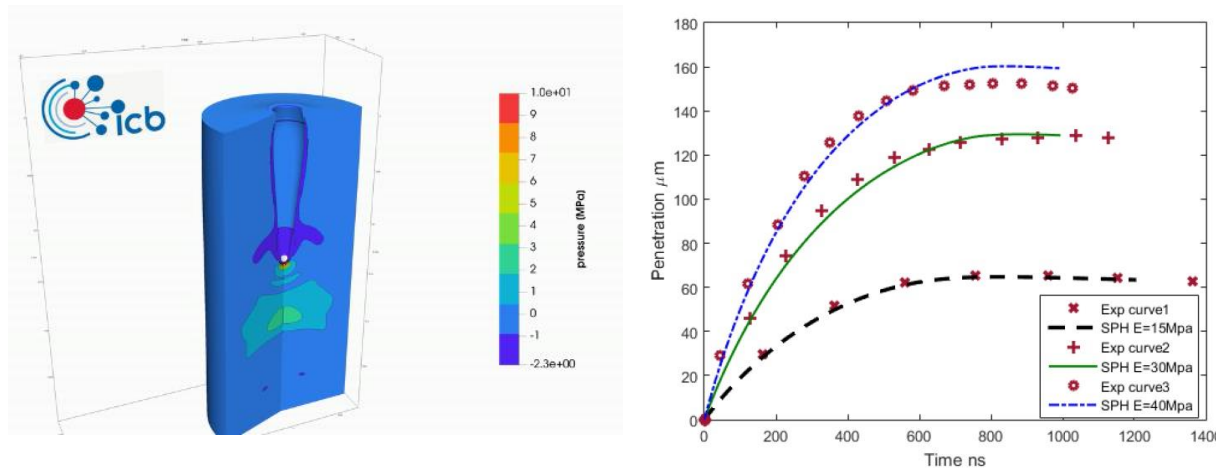 icb
1.0e+01
9
8
7
6
5
4
3
2
1
0
-1
-2.3e+00
pressure (MPa)
180
160
140
120
100
80
60
40
20
0
Penetration μm
0
200
400
600
800
1000
1200
1400
Time ns
Exp curve1
SPH E=15Mpa
Exp curve2
SPH E=30Mpa
Exp curve3
SPH E=40Mpa